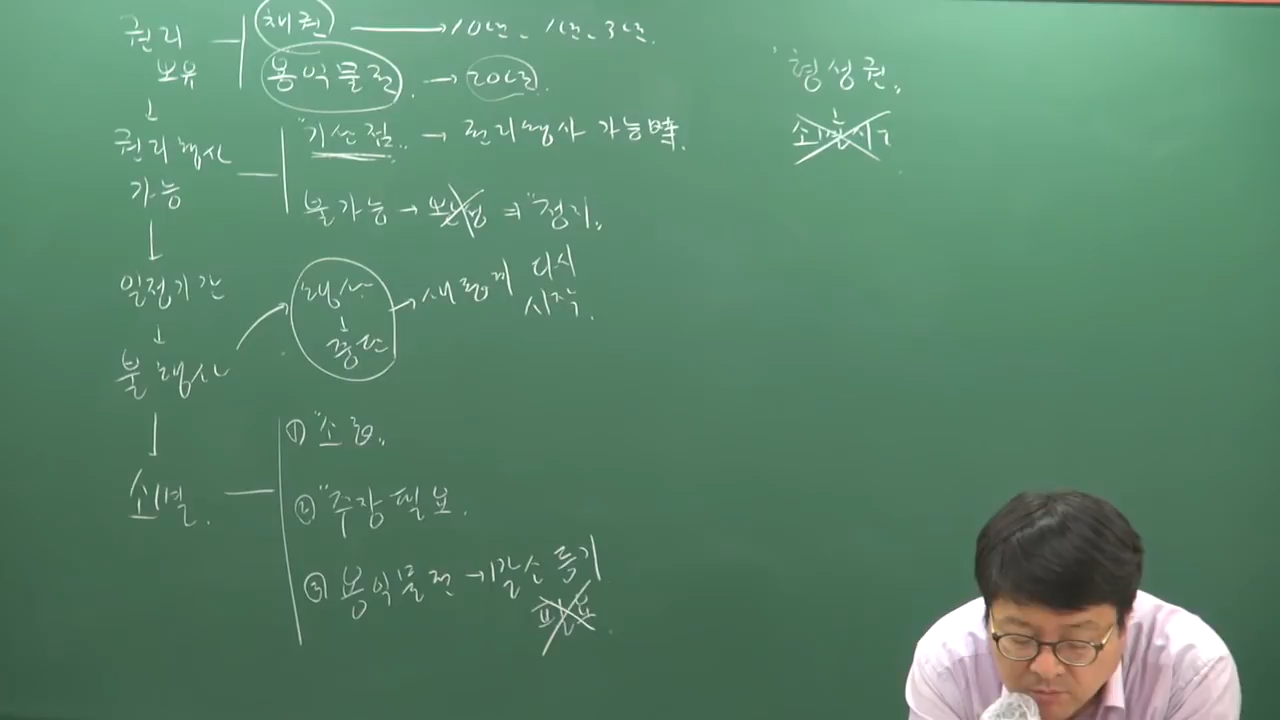 권리 보유
채권 → 10년, 1년, 3년.
용익물권. → 20년.
↓
권리행사 가능
"기산점" → 권리행사 가능時.
불가능 → 완성 ⇒ "정지"
↓
일정기간
↓
불행사
행사 ↓ 중단 → 새롭게 다시 시작.
소멸.
① "소급"
② "주장필요.
③ 용익물권 → 말소등기 필요.
"형성권"
↓